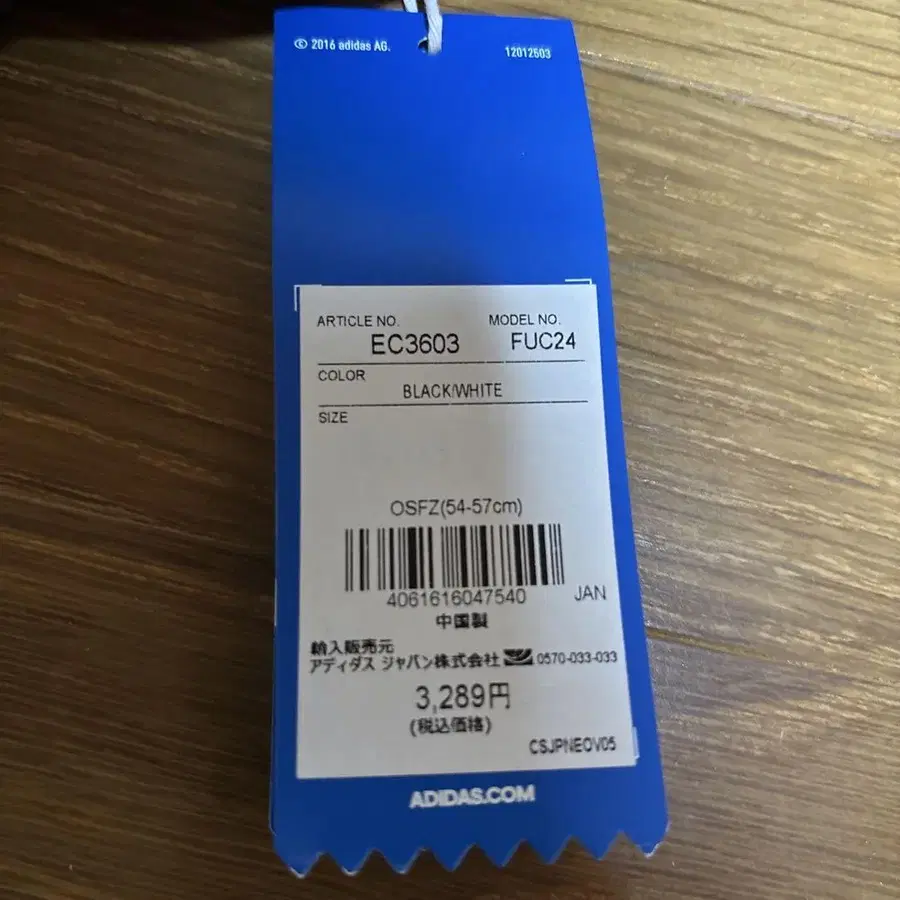 © 2016 adidas AG. 12012503
ARTICLE NO. MODEL NO.
EC3603 FUC24
COLOR
BLACK/WHITE
SIZE
OSFZ(54-57cm)
4061616047540 JAN
中国製
輸入販売元
アディダス ジャパン株式会社 0570-033-033
3,289円
(税込価格)
CSJPNEOV05
ADIDAS.COM